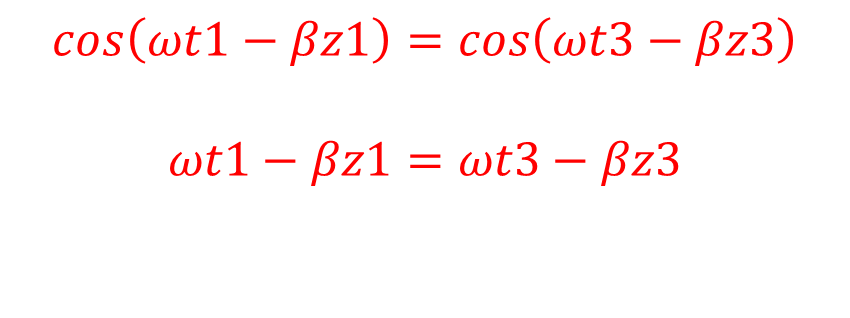 cos(ωt1 − βz1) = cos(ωt3 − βz3)
ωt1 − βz1 = ωt3 − βz3